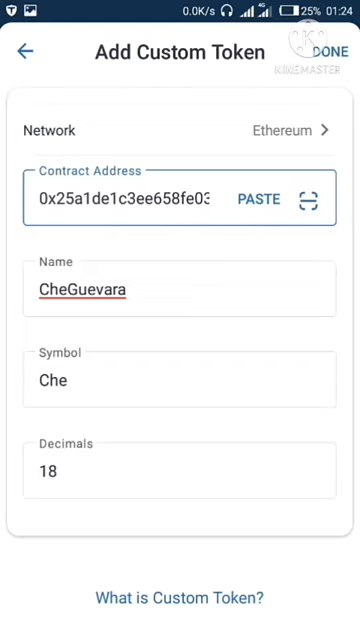 0.0K/s 25% 01:24
Add Custom Token DONE
KINEMASTER
Network Ethereum
Contract Address
0x25a1de1c3ee658fe03 PASTE
Name
CheGuevara
Symbol
Che
Decimals
18
What is Custom Token?